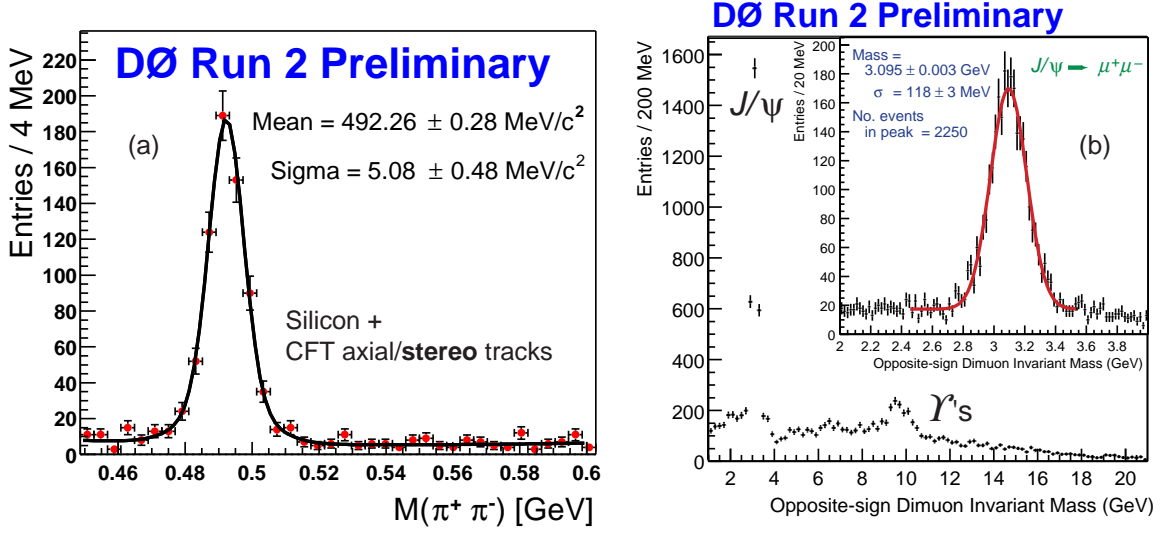 DØ Run 2 Preliminary
Entries / 4 MeV
220
200
180
160
140
120
100
80
60
40
20
0
(a)
Mean = 492.26 ± 0.28 MeV/c²
Sigma = 5.08 ± 0.48 MeV/c²
Silicon +
CFT axial/stereo tracks
0.46 0.48 0.5 0.52 0.54 0.56 0.58 0.6
M(π⁺ π⁻) [GeV]
DØ Run 2 Preliminary
Entries / 200 MeV
1600
1400
1200
1000
800
600
400
200
0
J/ψ
ϒ's
2 4 6 8 10 12 14 16 18 20
Opposite-sign Dimuon Invariant Mass (GeV)
Entries / 20 MeV
200
180
160
140
120
100
80
60
40
20
0
Mass =
3.095 ± 0.003 GeV
σ = 118 ± 3 MeV
No. events
in peak = 2250
J/ψ → μ⁺μ⁻
(b)
2 2.2 2.4 2.6 2.8 3 3.2 3.4 3.6 3.8
Opposite-sign Dimuon Invariant Mass (GeV)